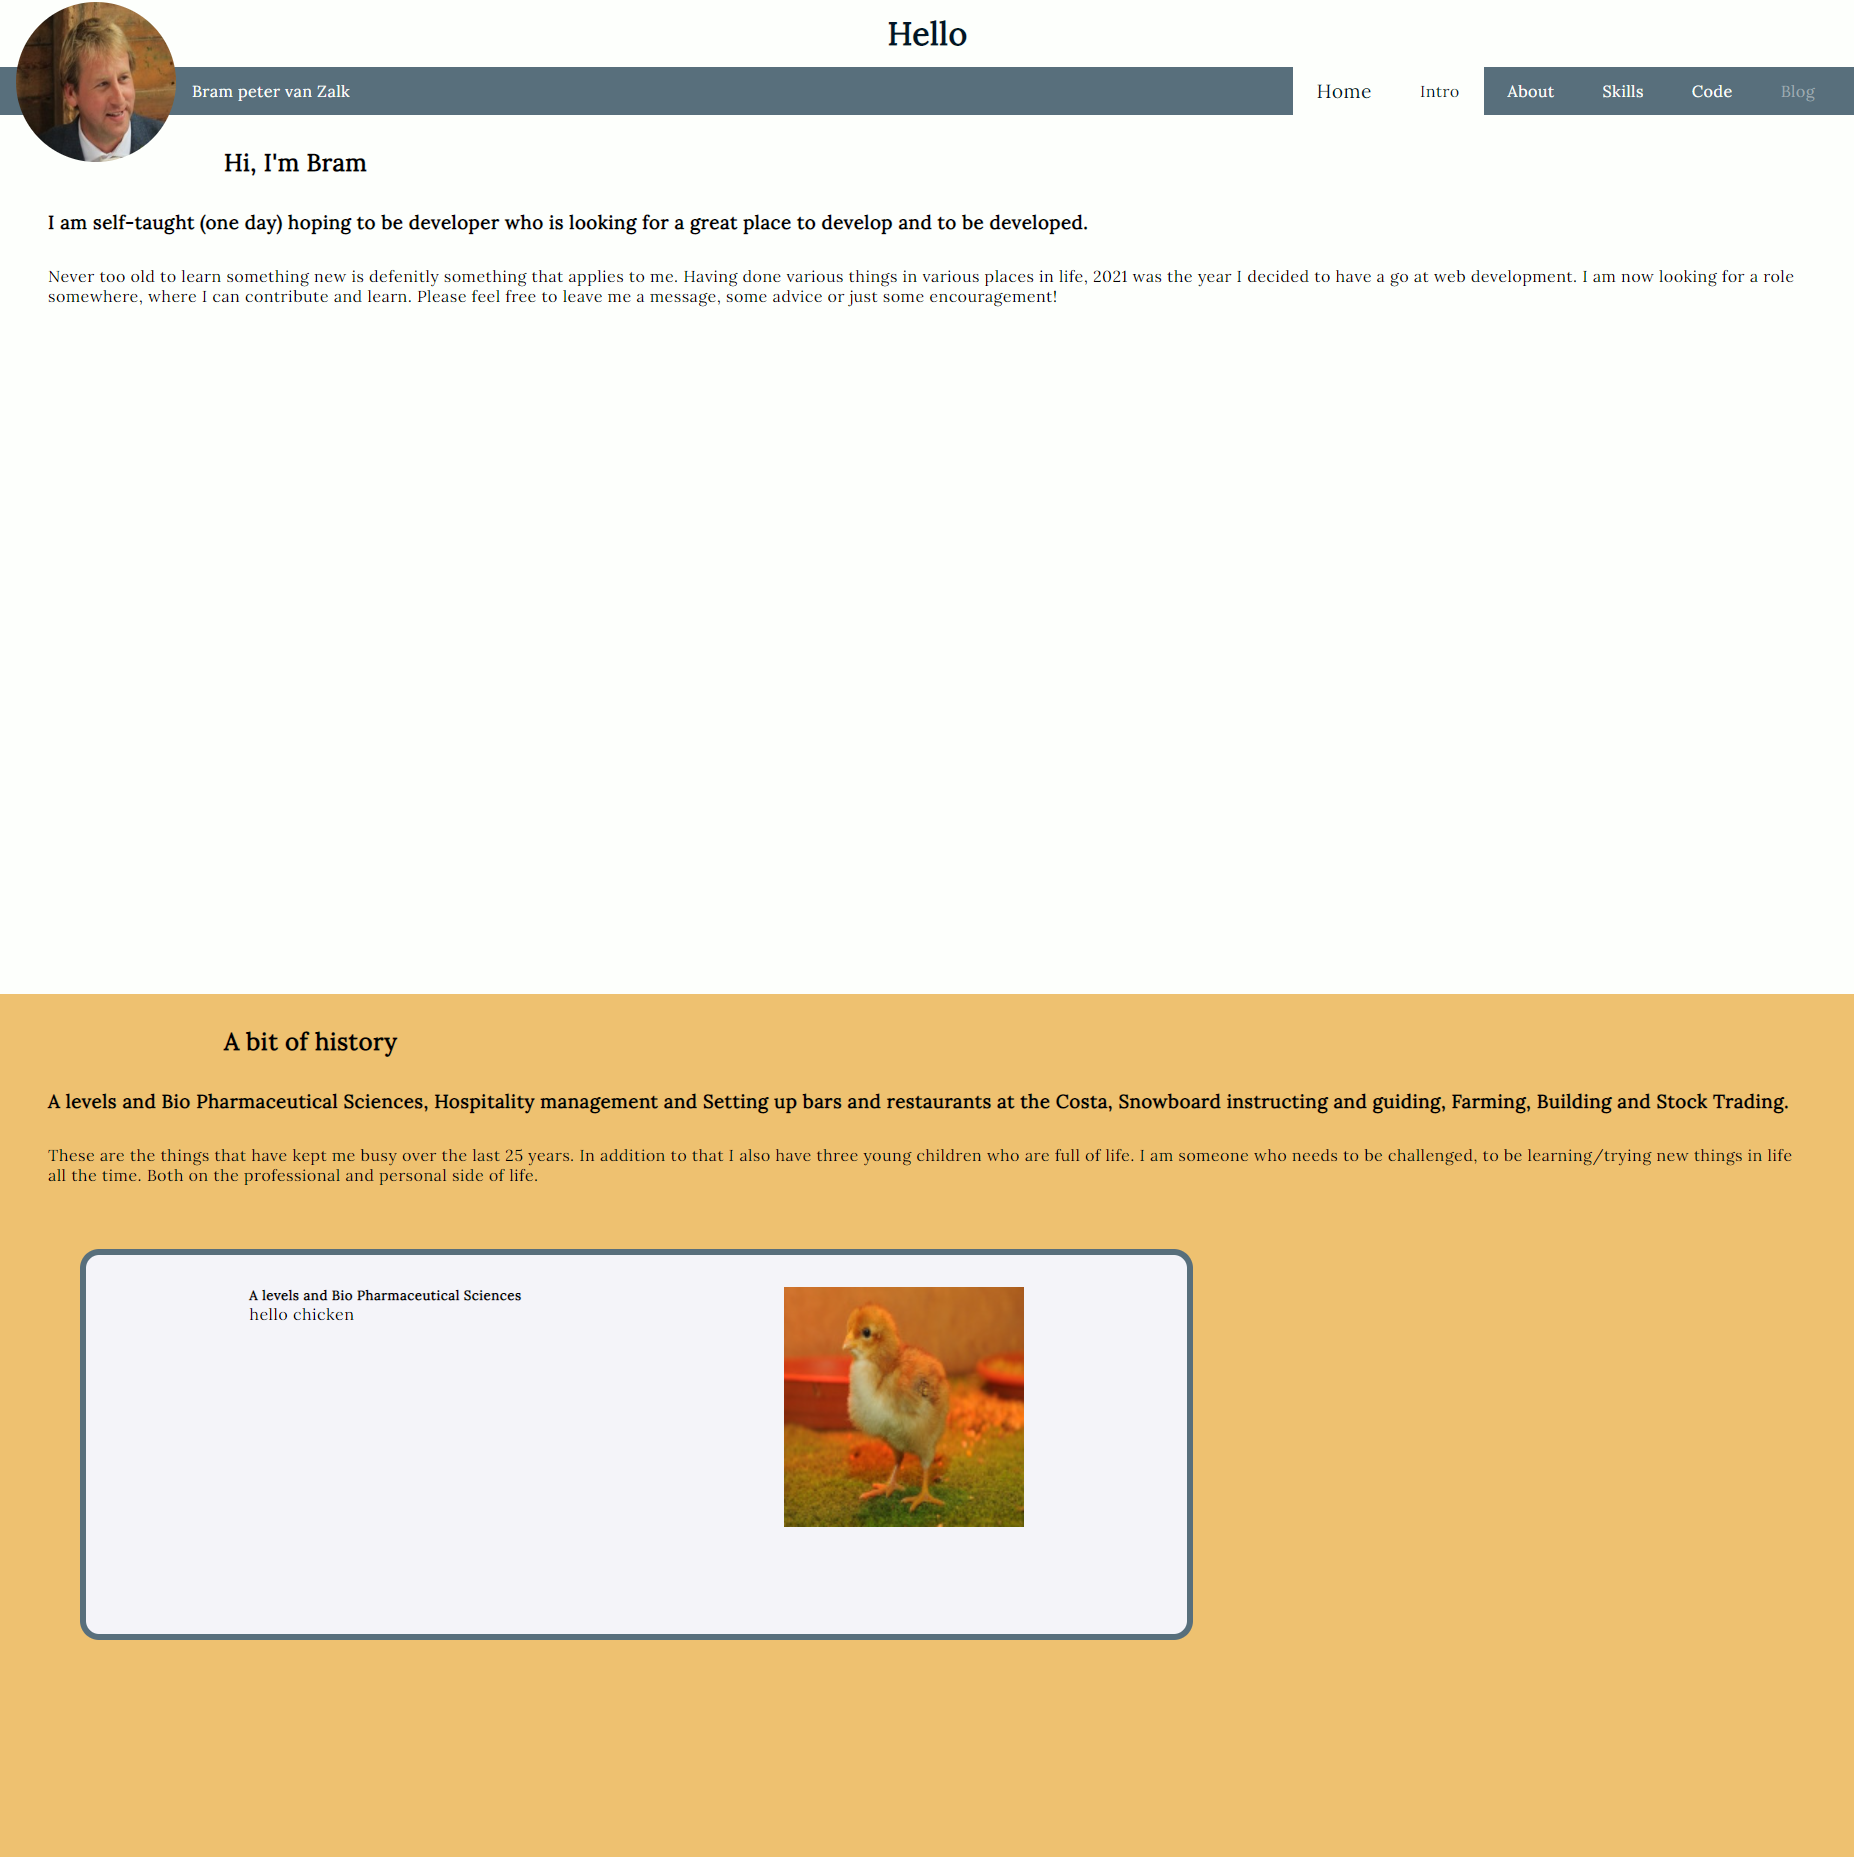 Hello
Bram peter van Zalk
Home Intro About Skills Code Blog
Hi, I'm Bram
I am self-taught (one day) hoping to be developer who is looking for a great place to develop and to be developed.
Never too old to learn something new is defenitly something that applies to me. Having done various things in various places in life, 2021 was the year I decided to have a go at web development. I am now looking for a role
somewhere, where I can contribute and learn. Please feel free to leave me a message, some advice or just some encouragement!
A bit of history
A levels and Bio Pharmaceutical Sciences, Hospitality management and Setting up bars and restaurants at the Costa, Snowboard instructing and guiding, Farming, Building and Stock Trading.
These are the things that have kept me busy over the last 25 years. In addition to that I also have three young children who are full of life. I am someone who needs to be challenged, to be learning/trying new things in life
all the time. Both on the professional and personal side of life.
A levels and Bio Pharmaceutical Sciences
hello chicken